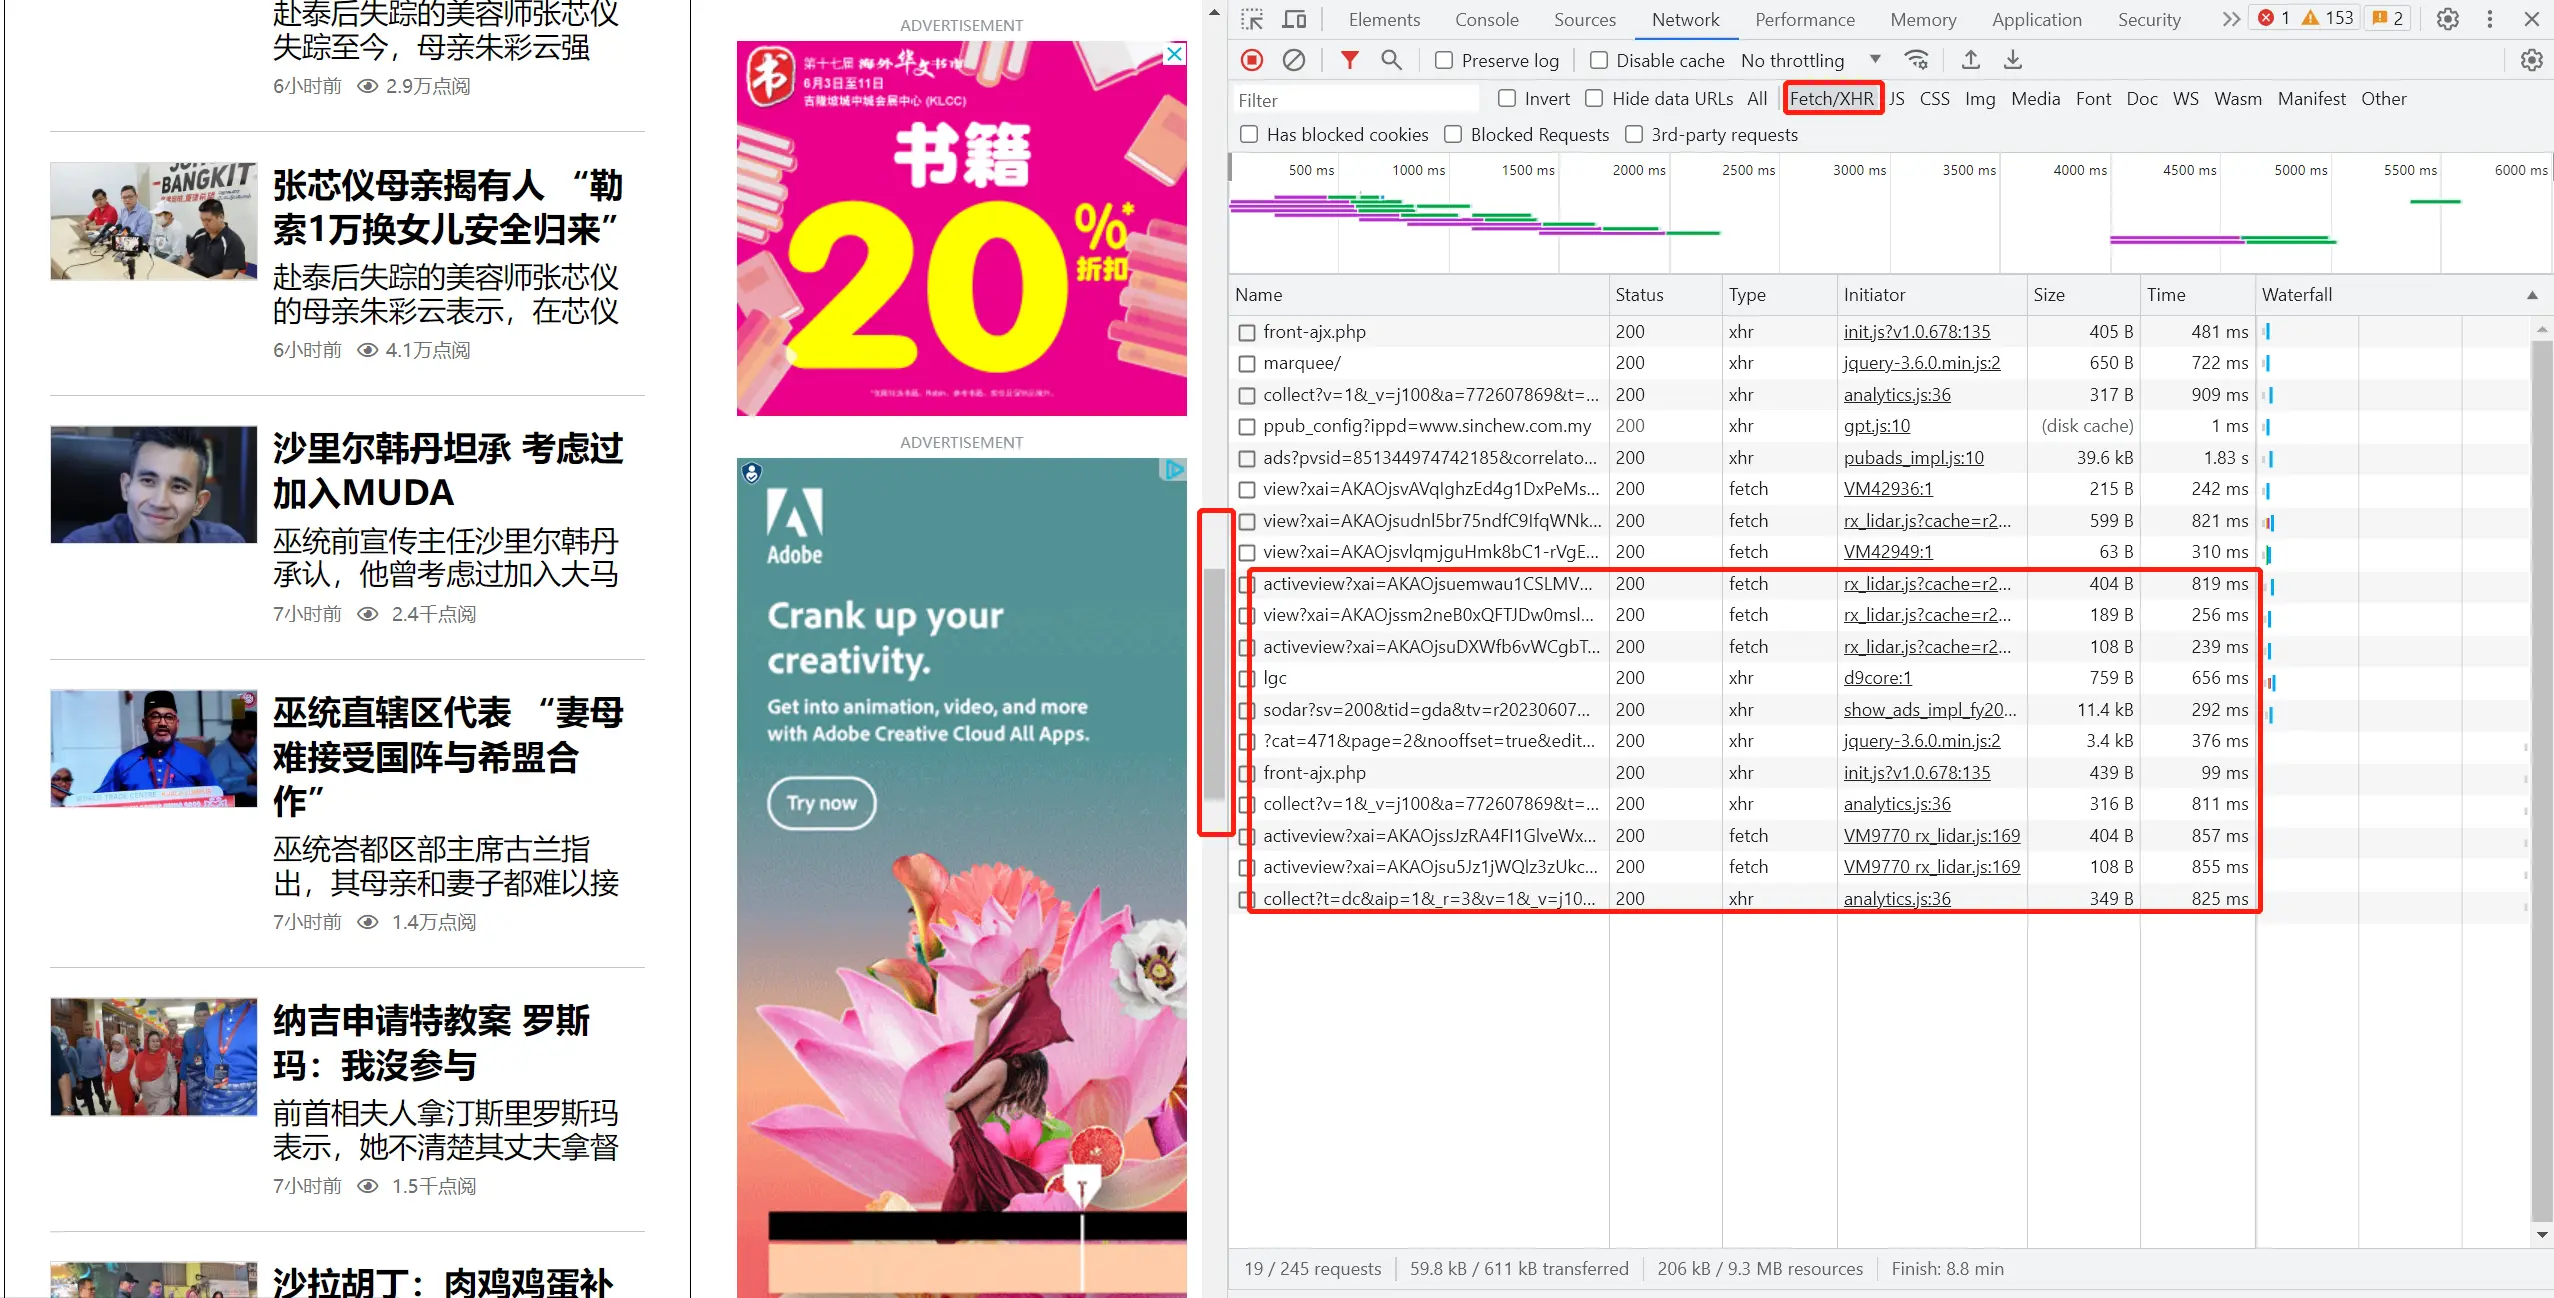 赴泰后失踪的美容师张芯仪
失踪至今，母亲朱彩云强
6小时前 2.9万点阅
张芯仪母亲揭有人 “勒
索1万换女儿安全归来”
赴泰后失踪的美容师张芯仪
的母亲朱彩云表示，在芯仪
6小时前 4.1万点阅
沙里尔韩丹坦承 考虑过
加入MUDA
巫统前宣传主任沙里尔韩丹
承认，他曾考虑过加入大马
7小时前 2.4千点阅
巫统直辖区代表 “妻母
难接受国阵与希盟合
作”
巫统峇都区部主席古兰指
出，其母亲和妻子都难以接
7小时前 1.4万点阅
纳吉申请特教案 罗斯
玛：我沒参与
前首相夫人拿汀斯里罗斯玛
表示，她不清楚其丈夫拿督
7小时前 1.5千点阅
沙拉胡丁：肉鸡鸡蛋补
BANGKIT
ADVERTISEMENT
书
第十七届 海外华文书市
6月3日至11日
吉隆坡城中城会展中心 (KLCC)
书籍
20%*
折扣
ADVERTISEMENT
Adobe
Crank up your
creativity.
Get into animation, video, and more
with Adobe Creative Cloud All Apps.
Try now
Elements Console Sources Network Performance Memory Application Security 1 153 2
Preserve log Disable cache No throttling
Filter Invert Hide data URLs All Fetch/XHR JS CSS Img Media Font Doc WS Wasm Manifest Other
Has blocked cookies Blocked Requests 3rd-party requests
500 ms 1000 ms 1500 ms 2000 ms 2500 ms 3000 ms 3500 ms 4000 ms 4500 ms 5000 ms 5500 ms 6000 ms
Name Status Type Initiator Size Time Waterfall
front-ajx.php 200 xhr init.js?v1.0.678:135 405 B 481 ms
marquee/ 200 xhr jquery-3.6.0.min.js:2 650 B 722 ms
collect?v=1&_v=j100&a=772607869&t=... 200 xhr analytics.js:36 317 B 909 ms
ppub_config?ippd=www.sinchew.com.my 200 xhr gpt.js:10 (disk cache) 1 ms
ads?pvsid=851344974742185&correlato... 200 xhr pubads_impl.js:10 39.6 kB 1.83 s
view?xai=AKAOjsvAVqIghzEd4g1DxPeMs... 200 fetch VM42936:1 215 B 242 ms
view?xai=AKAOjsudnl5br75ndfC9IfqWNk... 200 fetch rx_lidar.js?cache=r2... 599 B 821 ms
view?xai=AKAOjsvlqmjguHmk8bC1-rVgE... 200 fetch VM42949:1 63 B 310 ms
activeview?xai=AKAOjsuemwau1CSLMV... 200 fetch rx_lidar.js?cache=r2... 404 B 819 ms
view?xai=AKAOjssm2neB0xQFTJDw0msl... 200 fetch rx_lidar.js?cache=r2... 189 B 256 ms
activeview?xai=AKAOjsuDXWfb6vWCgbT... 200 fetch rx_lidar.js?cache=r2... 108 B 239 ms
lgc 200 xhr d9core:1 759 B 656 ms
sodar?sv=200&tid=gda&tv=r20230607... 200 xhr show_ads_impl_fy20... 11.4 kB 292 ms
?cat=471&page=2&nooffset=true&edit... 200 xhr jquery-3.6.0.min.js:2 3.4 kB 376 ms
front-ajx.php 200 xhr init.js?v1.0.678:135 439 B 99 ms
collect?v=1&_v=j100&a=772607869&t=... 200 xhr analytics.js:36 316 B 811 ms
activeview?xai=AKAOjssJzRA4FI1GlveWx... 200 fetch VM9770 rx_lidar.js:169 404 B 857 ms
activeview?xai=AKAOjsu5Jz1jWQlz3zUkc... 200 fetch VM9770 rx_lidar.js:169 108 B 855 ms
collect?t=dc&aip=1&_r=3&v=1&_v=j10... 200 xhr analytics.js:36 349 B 825 ms
19 / 245 requests 59.8 kB / 611 kB transferred 206 kB / 9.3 MB resources Finish: 8.8 min